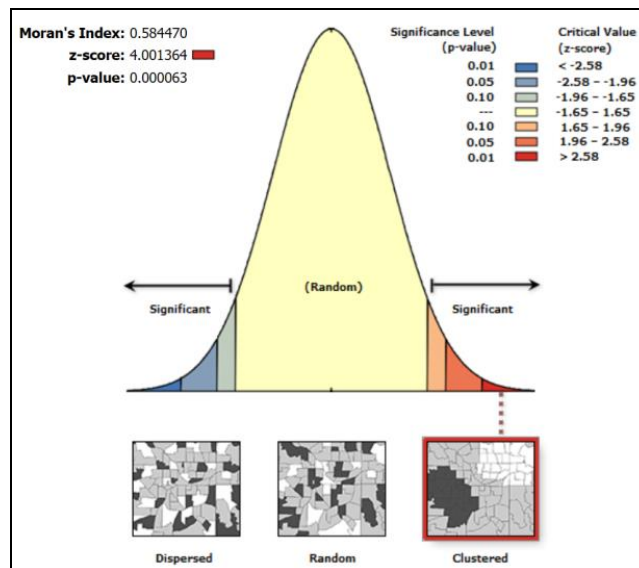 Moran's Index: 0.584470
z-score: 4.001364
p-value: 0.000063
Significance Level
(p-value)
Critical Value
(z-score)
0.01 < -2.58
0.05 -2.58 – -1.96
0.10 -1.96 – -1.65
--- -1.65 – 1.65
0.10 1.65 – 1.96
0.05 1.96 – 2.58
0.01 > 2.58
(Random)
Significant
Significant
Dispersed
Random
Clustered